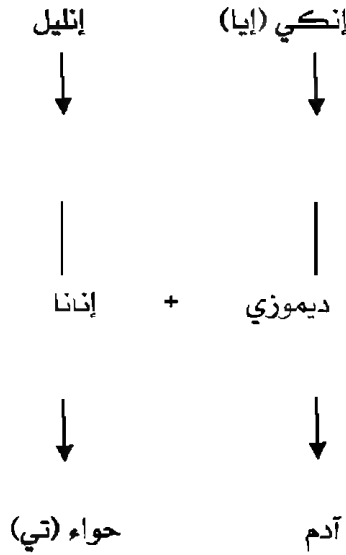 إنكي (إيا) إنليل
ديموزي + إنانا
آدم حواء (تي)